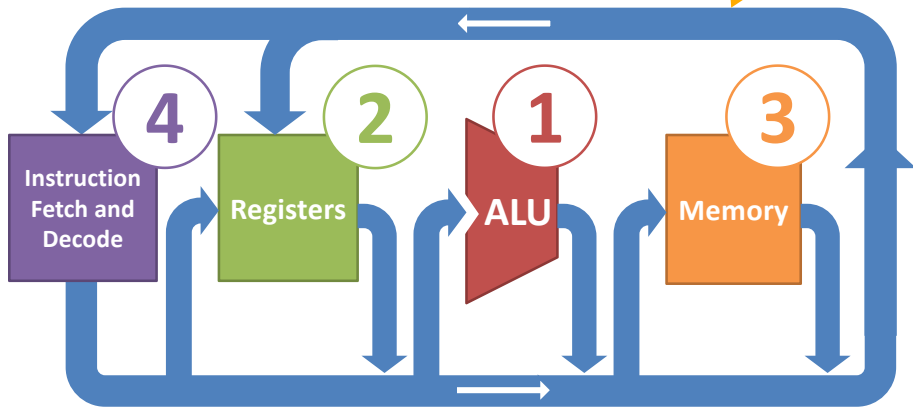 4
2
1
3
Instruction
Fetch and
Decode
Registers
ALU
Memory